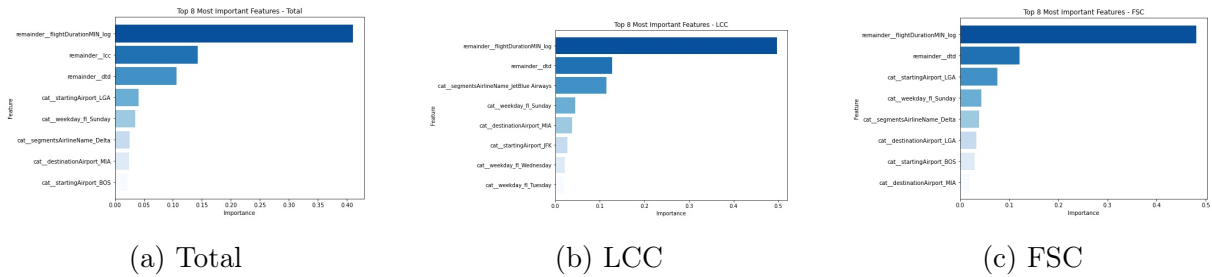 Top 8 Most Important Features - Total
remainder__flightDurationMIN_log
remainder__lcc
remainder__dtd
cat__startingAirport_LGA
cat__weekday_fl_Sunday
cat__segmentsAirlineName_Delta
cat__destinationAirport_MIA
cat__startingAirport_BOS
Feature
0.00 0.05 0.10 0.15 0.20 0.25 0.30 0.35 0.40
Importance
(a) Total
Top 8 Most Important Features - LCC
remainder__flightDurationMIN_log
remainder__dtd
cat__segmentsAirlineName_JetBlue Airways
cat__weekday_fl_Sunday
cat__destinationAirport_MIA
cat__startingAirport_JFK
cat__weekday_fl_Wednesday
cat__weekday_fl_Tuesday
Feature
0.0 0.1 0.2 0.3 0.4 0.5
Importance
(b) LCC
Top 8 Most Important Features - FSC
remainder__flightDurationMIN_log
remainder__dtd
cat__startingAirport_LGA
cat__weekday_fl_Sunday
cat__segmentsAirlineName_Delta
cat__destinationAirport_LGA
cat__startingAirport_BOS
cat__destinationAirport_MIA
Feature
0.0 0.1 0.2 0.3 0.4 0.5
Importance
(c) FSC